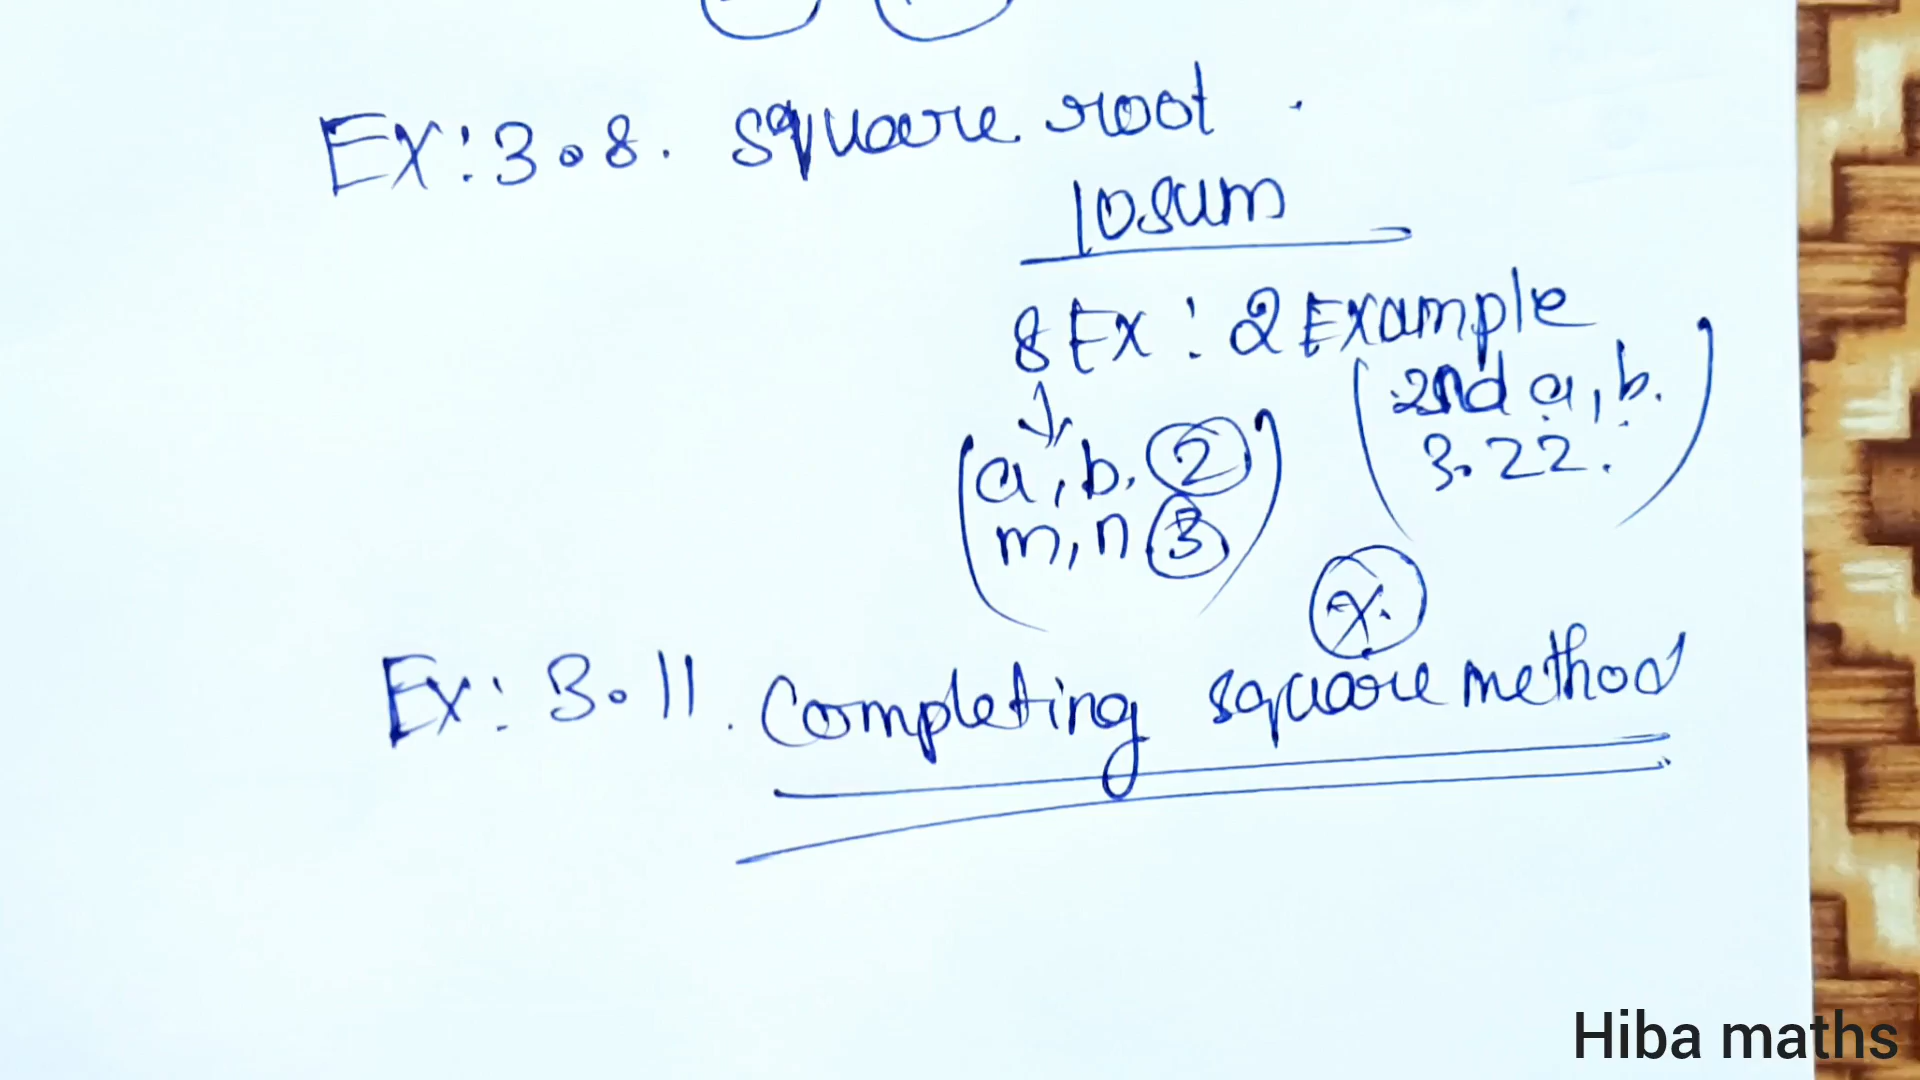 Ex: 3.8. square root.
10 sum
8 Ex : 2 Example
(2nd a, b.
3.22.)
(a, b, 2
m, n 3)
x.
Ex: 3.11. Completing square method
Hiba maths